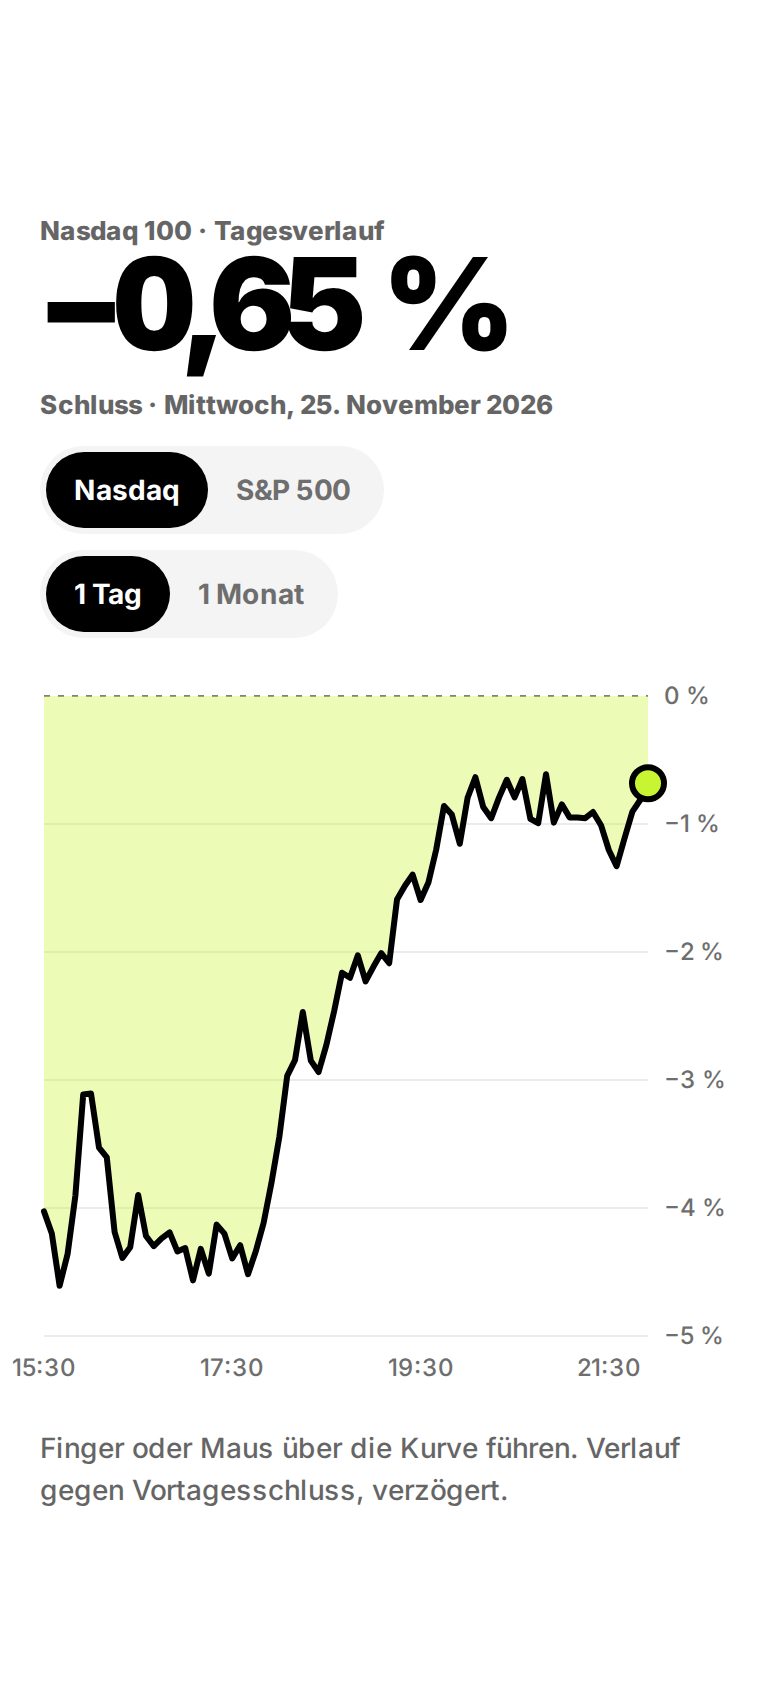 Nasdaq 100 · Tagesverlauf
−0,65 %
Schluss · Mittwoch, 25. November 2026
Nasdaq S&P 500
1 Tag 1 Monat
0 %
−1 %
−2 %
−3 %
−4 %
−5 %
15:30 17:30 19:30 21:30
Finger oder Maus über die Kurve führen. Verlauf
gegen Vortagesschluss, verzögert.